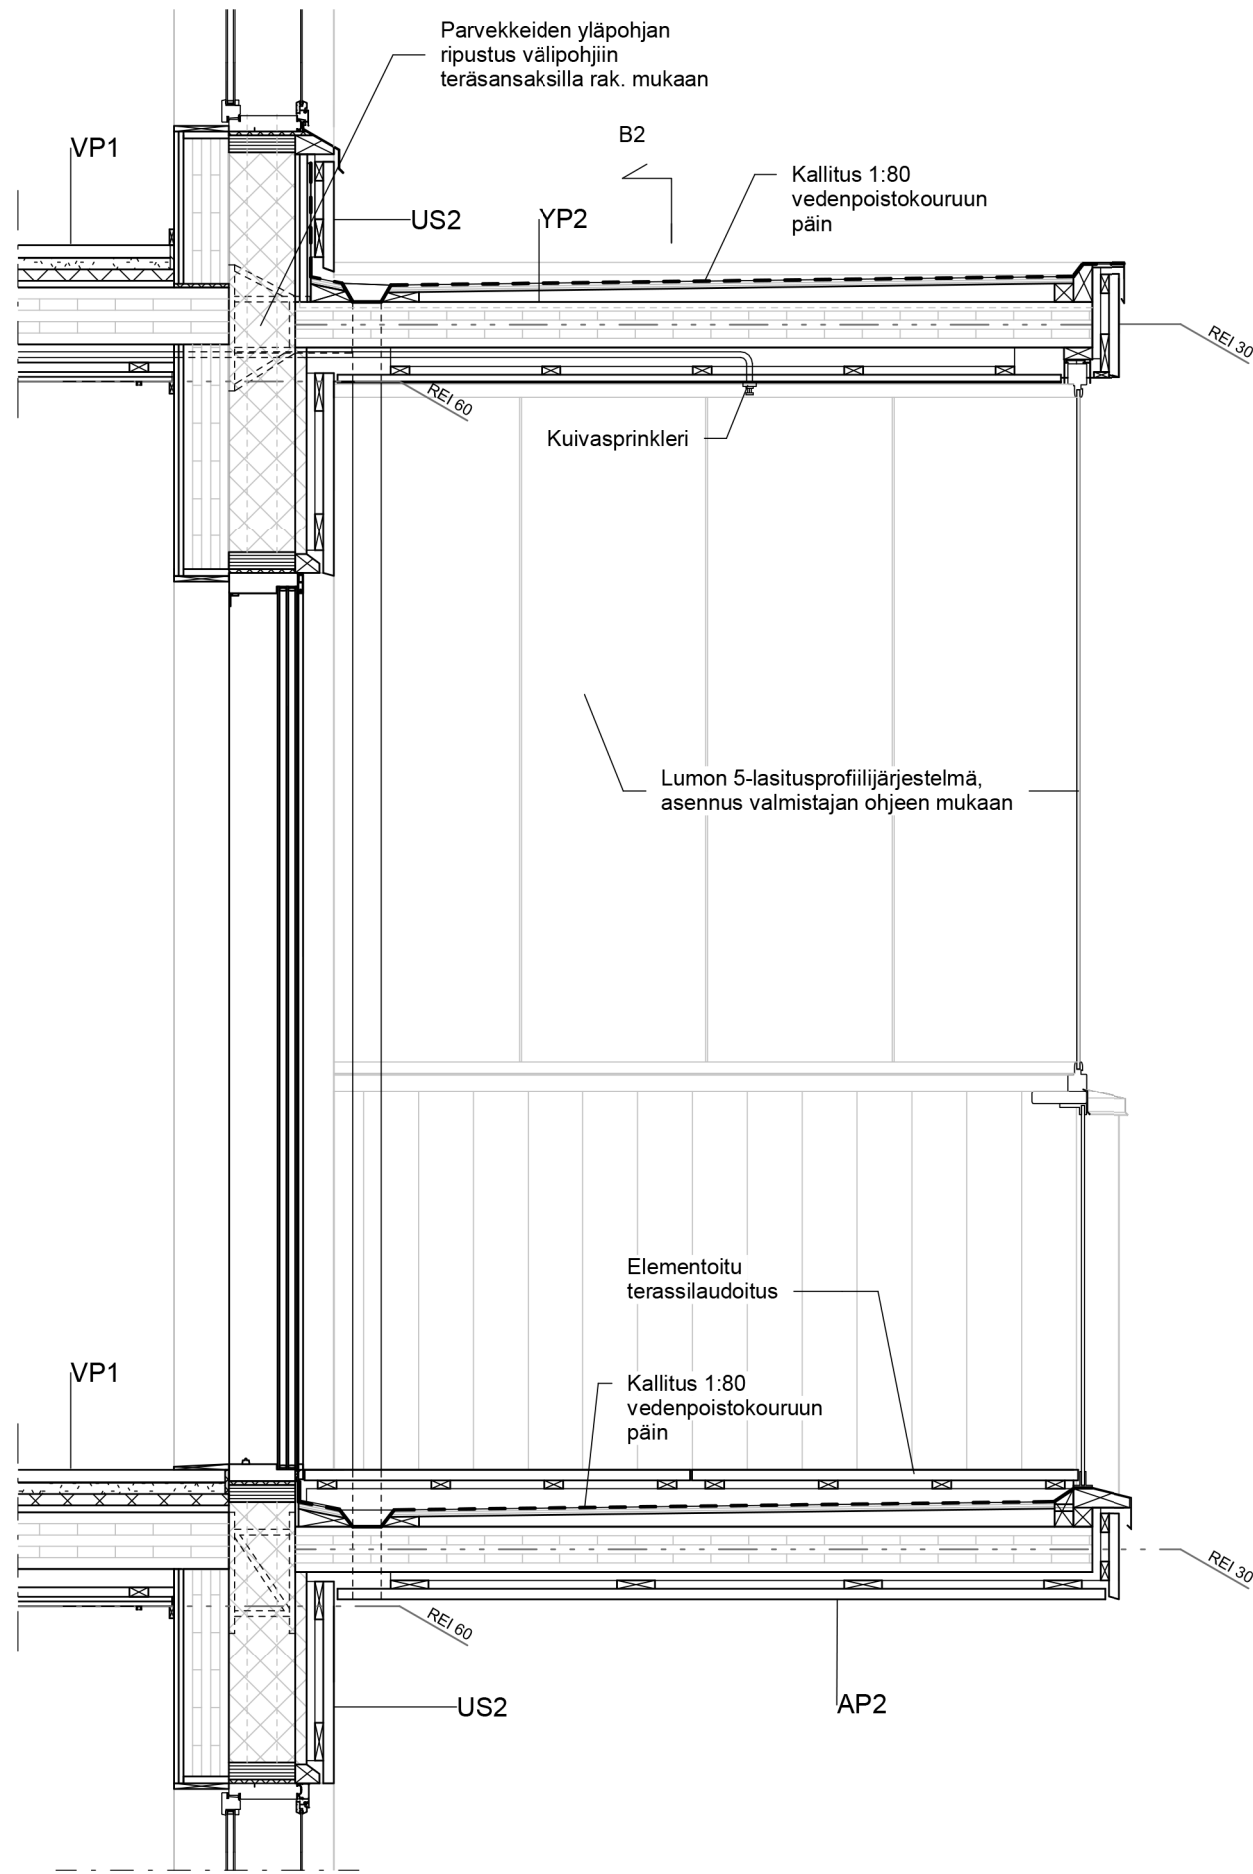 Parvekkeiden yläpohjan
ripustus välipohjiin
teräsansaksilla rak. mukaan
VP1
B2
Kallitus 1:80
vedenpoistokouruun
päin
US2
YP2
REI 30
REI 60
Kuivasprinkleri
Lumon 5-lasitusprofiilijärjestelmä,
asennus valmistajan ohjeen mukaan
Elementoitu
terassilaudoitus
VP1
Kallitus 1:80
vedenpoistokouruun
päin
REI 30
REI 60
US2
AP2